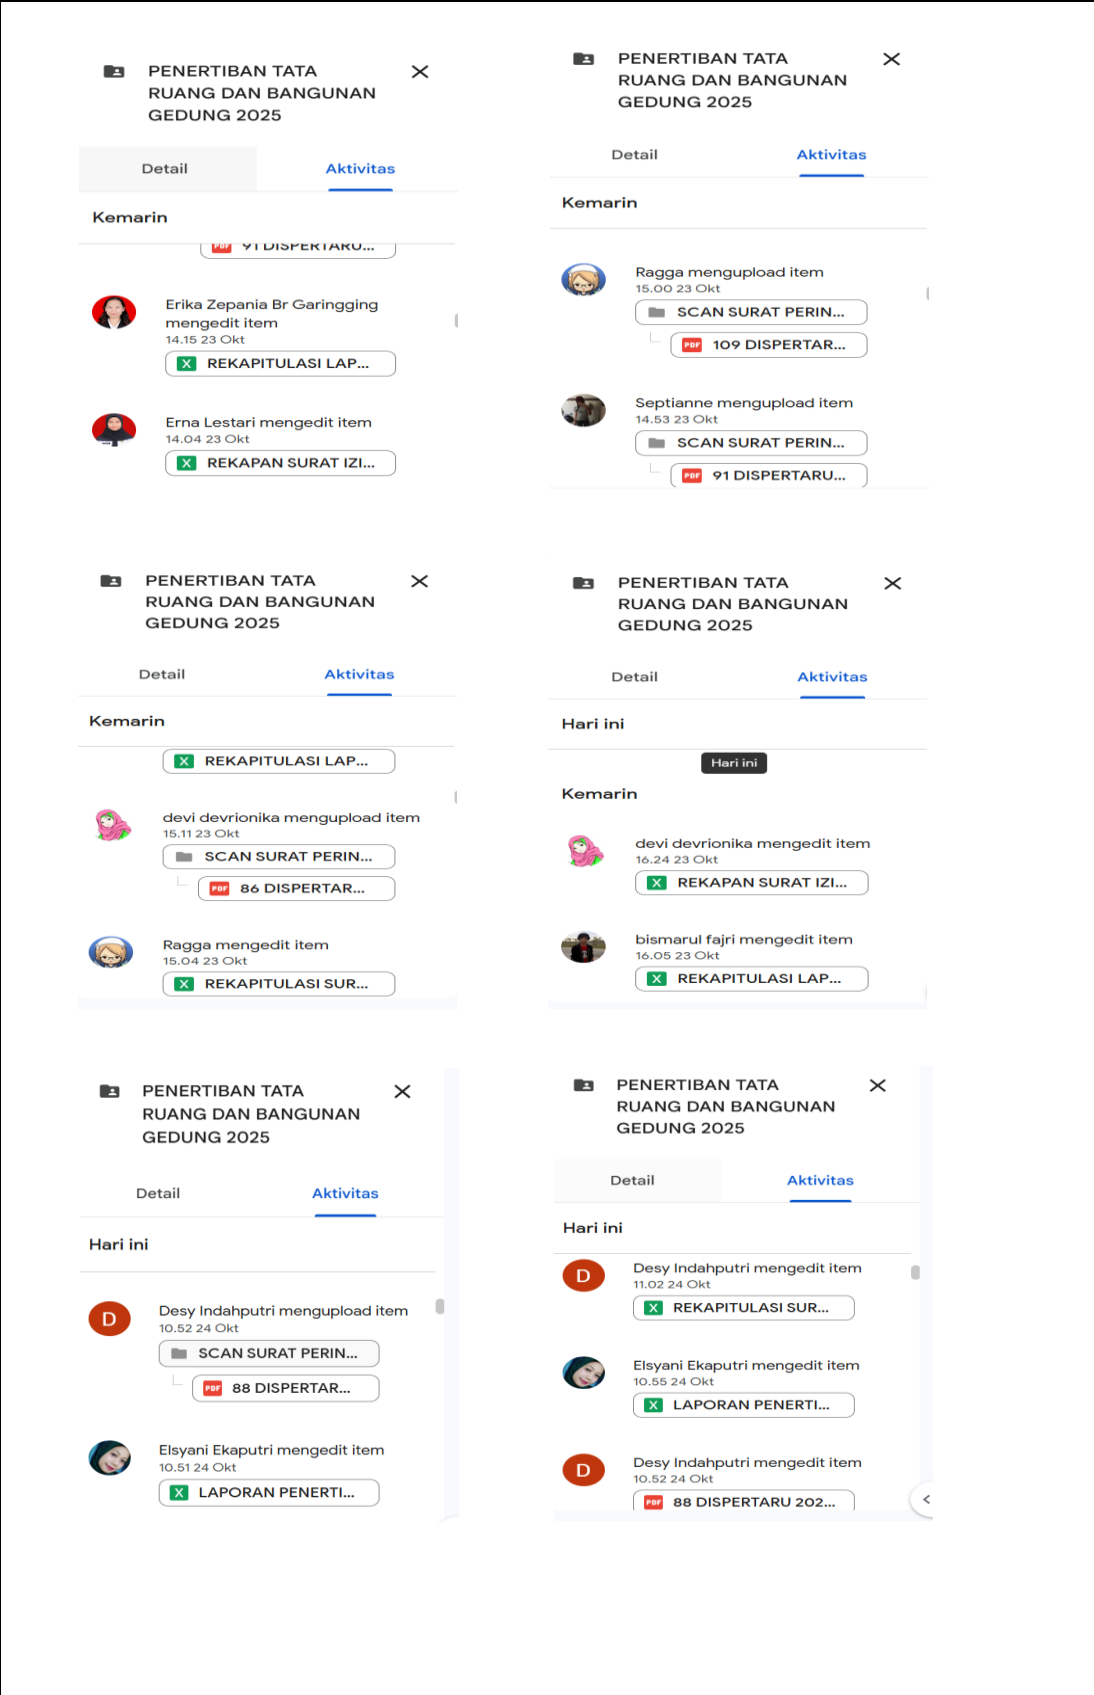 PENERTIBAN TATA
RUANG DAN BANGUNAN
GEDUNG 2025
Detail
Aktivitas
Kemarin
PDF 91 DISPERTARU...
Erika Zepania Br Garingging
mengedit item
14.15 23 Okt
X REKAPITULASI LAP...
Erna Lestari mengedit item
14.04 23 Okt
X REKAPAN SURAT IZI...
PENERTIBAN TATA
RUANG DAN BANGUNAN
GEDUNG 2025
Detail
Aktivitas
Kemarin
Ragga mengupload item
15.00 23 Okt
SCAN SURAT PERIN...
PDF 109 DISPERTAR...
Septianne mengupload item
14.53 23 Okt
SCAN SURAT PERIN...
PDF 91 DISPERTARU...
PENERTIBAN TATA
RUANG DAN BANGUNAN
GEDUNG 2025
Detail
Aktivitas
Kemarin
X REKAPITULASI LAP...
devi devrionika mengupload item
15.11 23 Okt
SCAN SURAT PERIN...
PDF 86 DISPERTAR...
Ragga mengedit item
15.04 23 Okt
X REKAPITULASI SUR...
PENERTIBAN TATA
RUANG DAN BANGUNAN
GEDUNG 2025
Detail
Aktivitas
Hari ini
Hari ini
Kemarin
devi devrionika mengedit item
16.24 23 Okt
X REKAPAN SURAT IZI...
bismarul fajri mengedit item
16.05 23 Okt
X REKAPITULASI LAP...
PENERTIBAN TATA
RUANG DAN BANGUNAN
GEDUNG 2025
Detail
Aktivitas
Hari ini
D
Desy Indahputri mengupload item
10.52 24 Okt
SCAN SURAT PERIN...
PDF 88 DISPERTAR...
Elsyani Ekaputri mengedit item
10.51 24 Okt
X LAPORAN PENERTI...
PENERTIBAN TATA
RUANG DAN BANGUNAN
GEDUNG 2025
Detail
Aktivitas
Hari ini
D
Desy Indahputri mengedit item
11.02 24 Okt
X REKAPITULASI SUR...
Elsyani Ekaputri mengedit item
10.55 24 Okt
X LAPORAN PENERTI...
D
Desy Indahputri mengedit item
10.52 24 Okt
PDF 88 DISPERTARU 202...